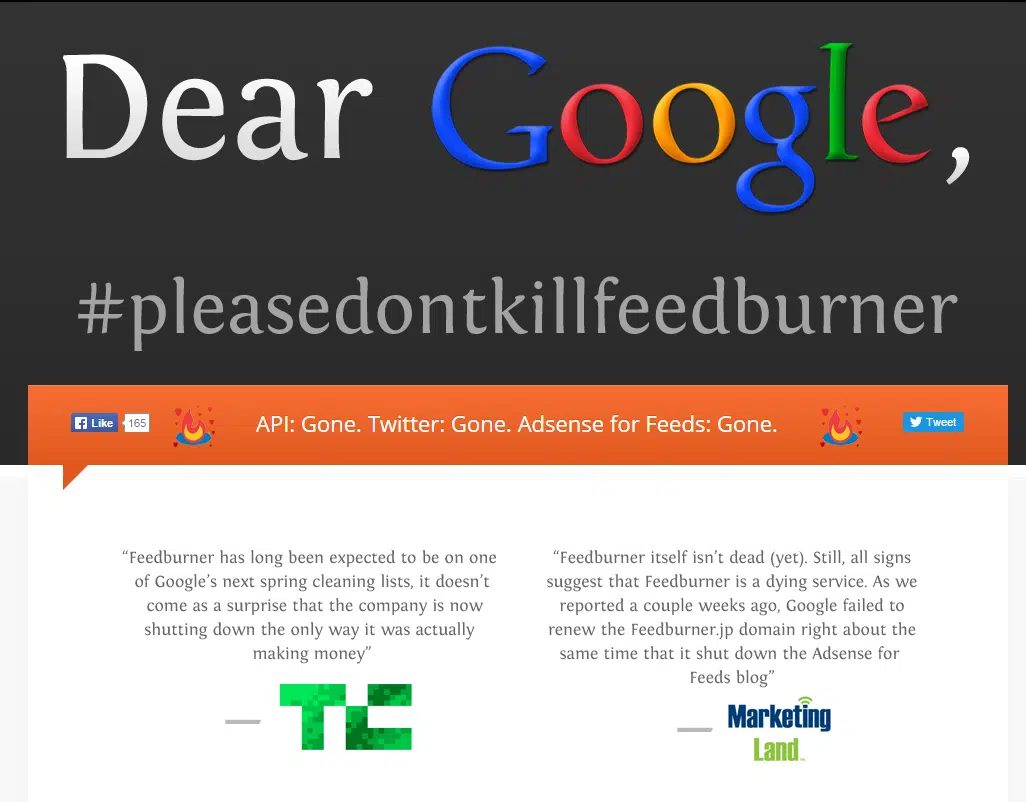 Dear Google,
#pleasedontkillfeedburner
Like 165
API: Gone. Twitter: Gone. Adsense for Feeds: Gone.
Tweet
“Feedburner has long been expected to be on one
of Google’s next spring cleaning lists, it doesn’t
come as a surprise that the company is now
shutting down the only way it was actually
making money”
— TC
“Feedburner itself isn’t dead (yet). Still, all signs
suggest that Feedburner is a dying service. As we
reported a couple weeks ago, Google failed to
renew the Feedburner.jp domain right about the
same time that it shut down the Adsense for
Feeds blog”
— Marketing
Land